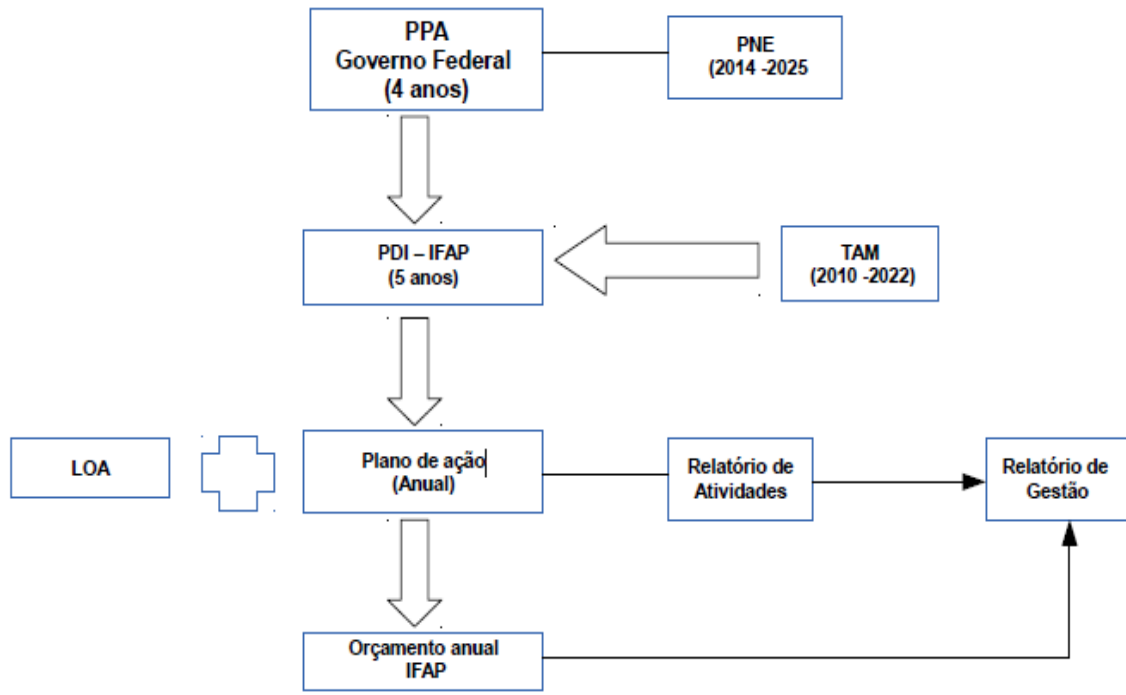 PPA
Governo Federal
(4 anos)
PNE
(2014 -2025
PDI – IFAP
(5 anos)
TAM
(2010 -2022)
LOA
Plano de ação
(Anual)
Relatório de
Atividades
Relatório de
Gestão
Orçamento anual
IFAP